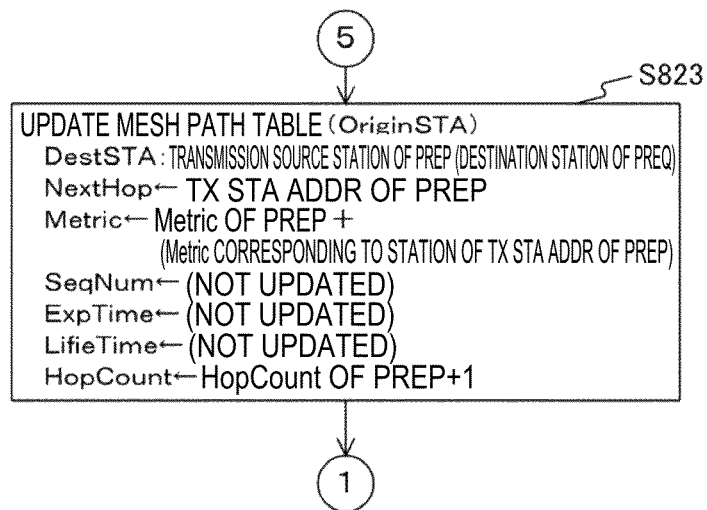 5
S823
UPDATE MESH PATH TABLE (OriginSTA)
DestSTA: TRANSMISSION SOURCE STATION OF PREP (DESTINATION STATION OF PREQ)
NextHop← TX STA ADDR OF PREP
Metric← Metric OF PREP +
(Metric CORRESPONDING TO STATION OF TX STA ADDR OF PREP)
SeqNum← (NOT UPDATED)
ExpTime← (NOT UPDATED)
LifieTime← (NOT UPDATED)
HopCount← HopCount OF PREP+1
1